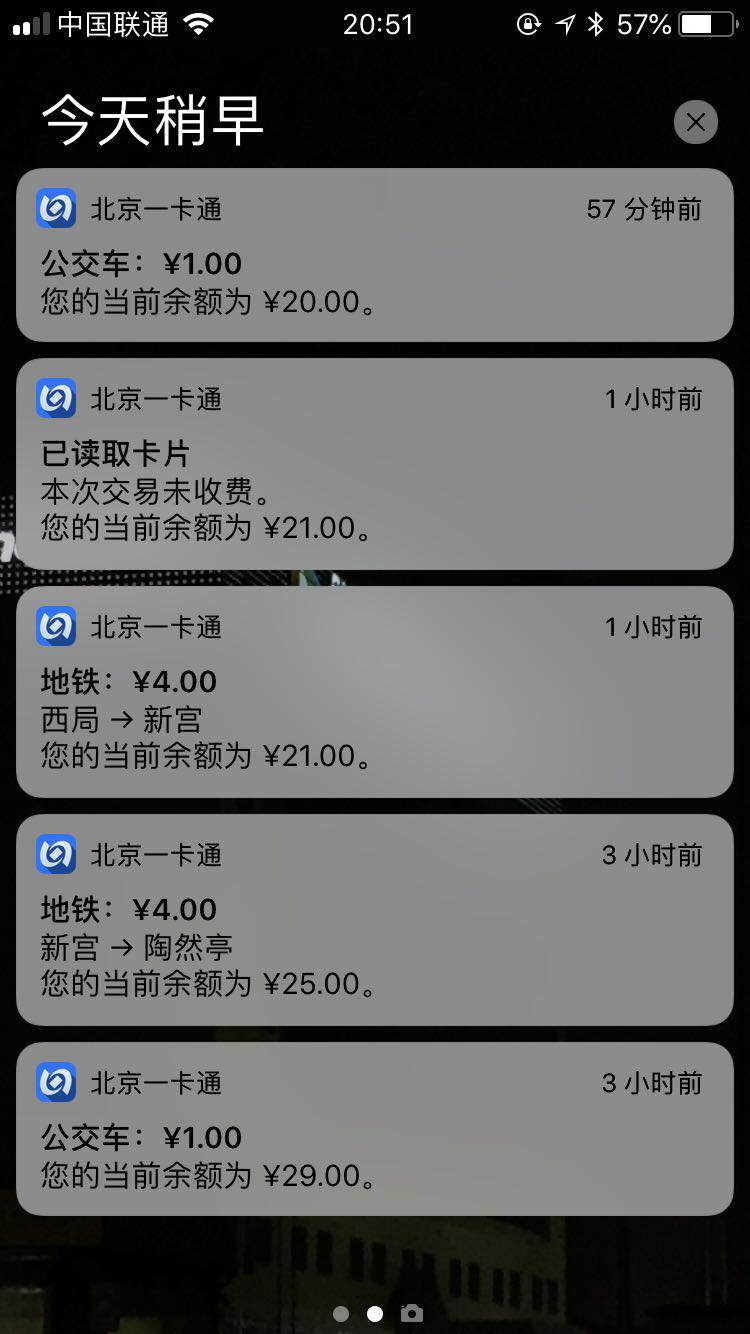 中国联通 20:51 57%
今天稍早
北京一卡通 57 分钟前
公交车：¥1.00
您的当前余额为 ¥20.00。
北京一卡通 1 小时前
已读取卡片
本次交易未收费。
您的当前余额为 ¥21.00。
北京一卡通 1 小时前
地铁：¥4.00
西局 → 新宫
您的当前余额为 ¥21.00。
北京一卡通 3 小时前
地铁：¥4.00
新宫 → 陶然亭
您的当前余额为 ¥25.00。
北京一卡通 3 小时前
公交车：¥1.00
您的当前余额为 ¥29.00。